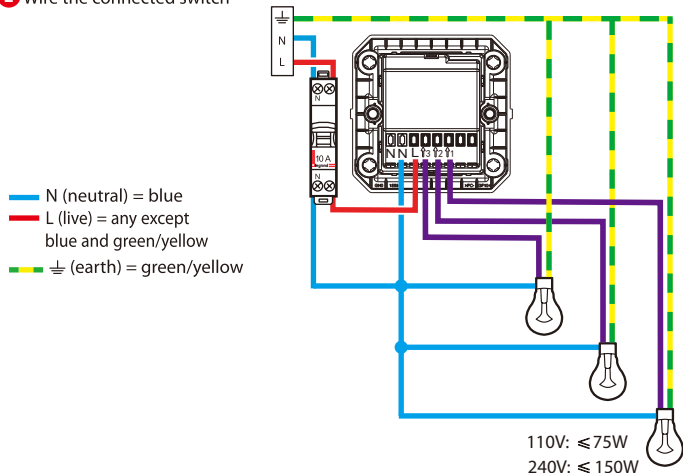 Wire the connected switch
N
L
N
10 A
legrand
N
N N L 3 2 1
N (neutral) = blue
L (live) = any except
blue and green/yellow
(earth) = green/yellow
110V: ⩽75W
240V: ⩽ 150W